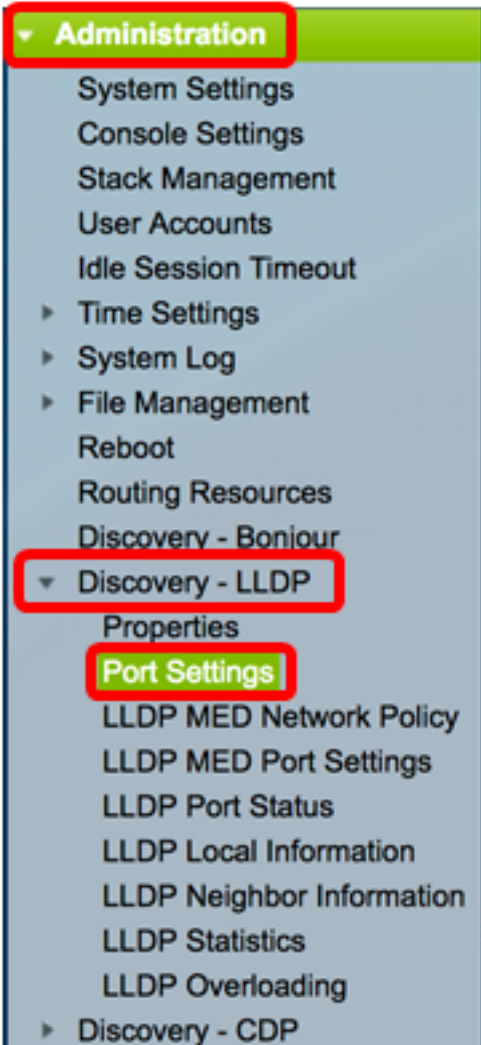 Administration
System Settings
Console Settings
Stack Management
User Accounts
Idle Session Timeout
Time Settings
System Log
File Management
Reboot
Routing Resources
Discovery - Bonjour
Discovery - LLDP
Properties
Port Settings
LLDP MED Network Policy
LLDP MED Port Settings
LLDP Port Status
LLDP Local Information
LLDP Neighbor Information
LLDP Statistics
LLDP Overloading
Discovery - CDP